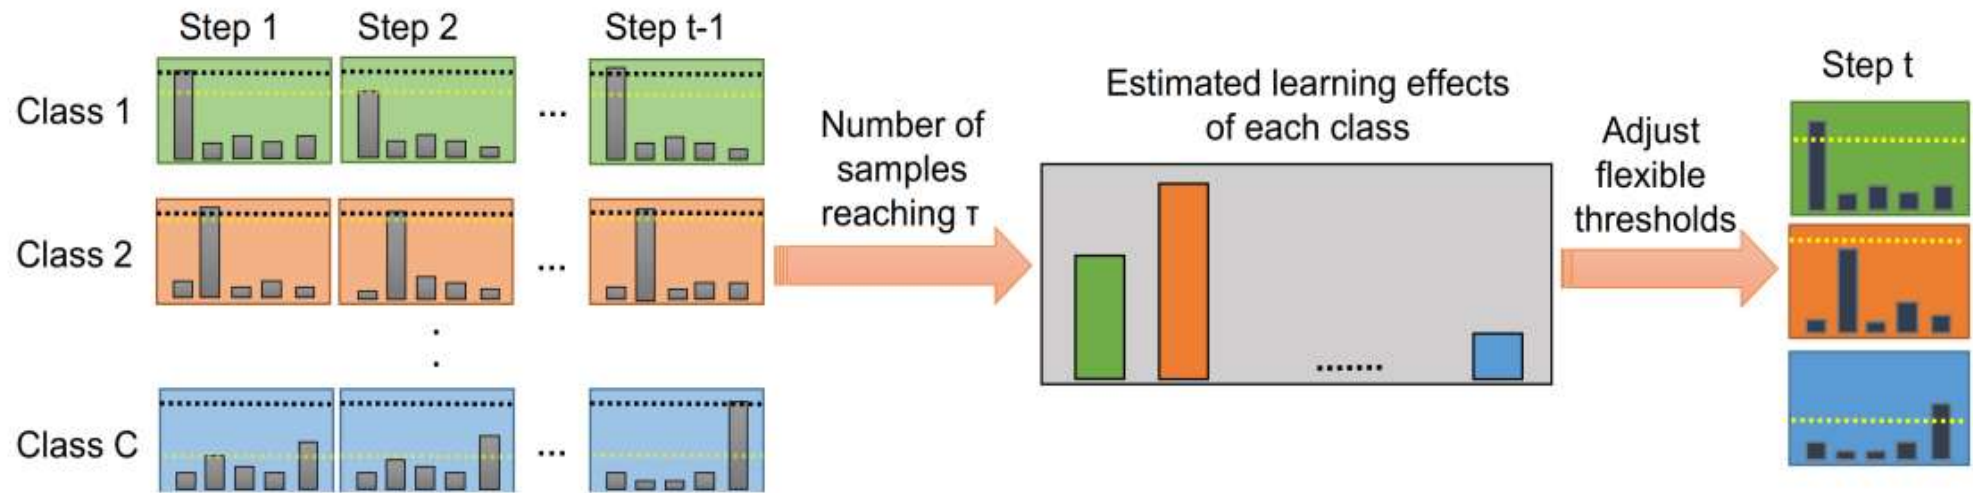 Step 1
Step 2
Step t-1
Class 1
...
Class 2
...
Class C
...
Number of
samples
reaching τ
Estimated learning effects
of each class
.......
Adjust
flexible
thresholds
Step t